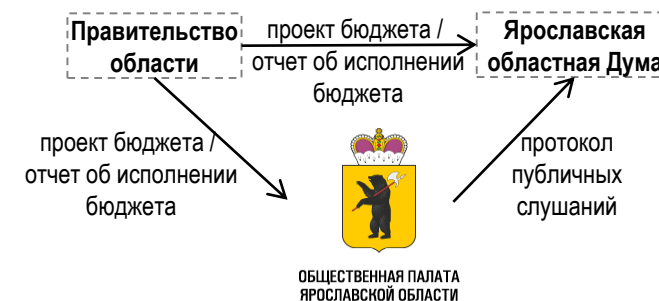 Правительство
области
проект бюджета /
отчет об исполнении
бюджета
Ярославская
областная Дума
проект бюджета /
отчет об исполнении
бюджета
протокол
публичных
слушаний
ОБЩЕСТВЕННАЯ ПАЛАТА
ЯРОСЛАВСКОЙ ОБЛАСТИ